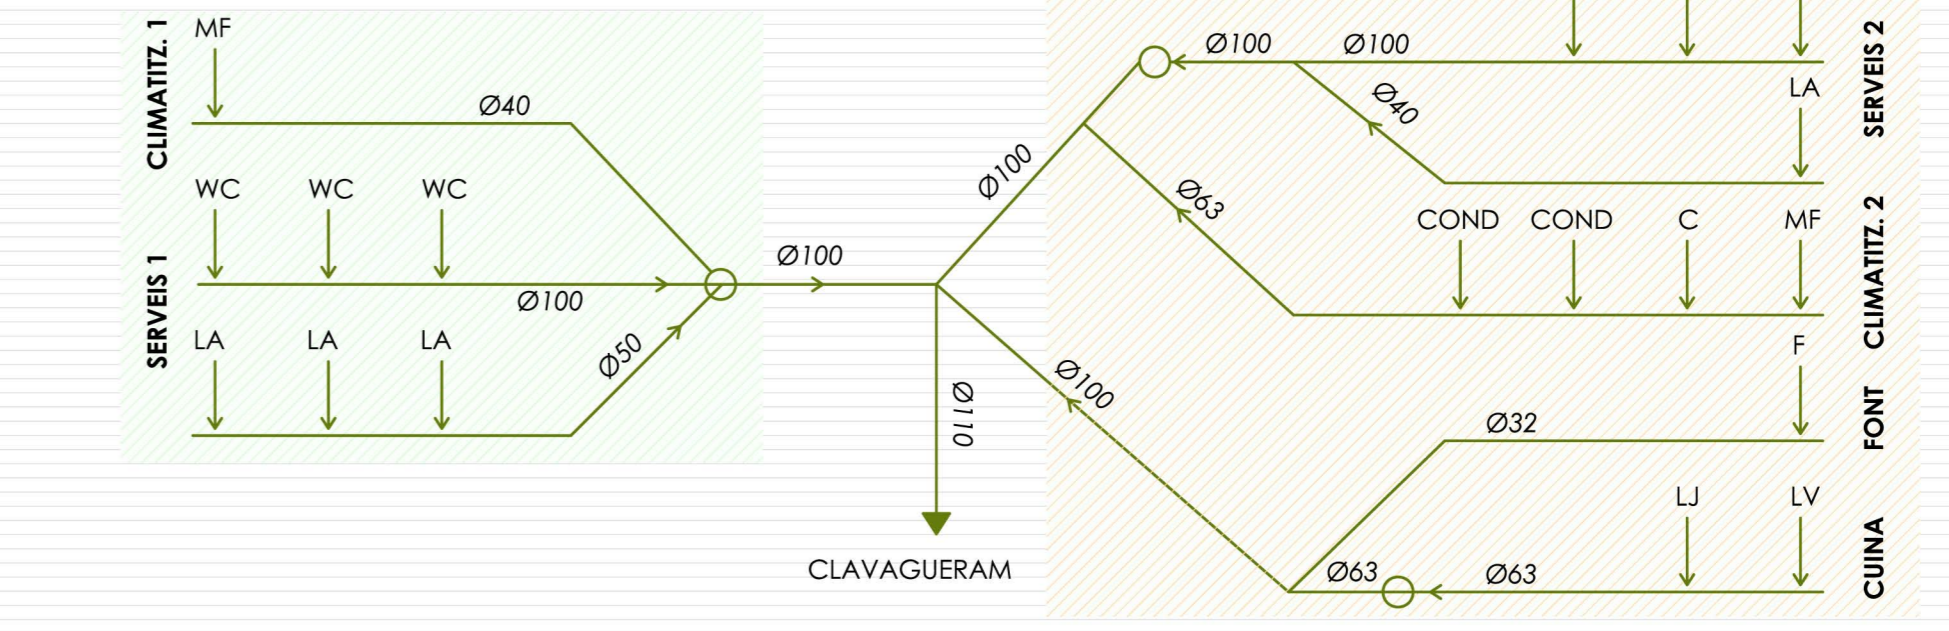 CLIMATITZ. 1
MF
Ø40
SERVEIS 1
WC WC WC
Ø100
LA LA LA
Ø50
Ø100
Ø110
CLAVAGUERAM
Ø100
Ø100 Ø100
Ø40
SERVEIS 2
LA
Ø63
COND COND C MF
CLIMATIZ. 2
Ø100
F
Ø32
FONT
LJ LV
Ø63 Ø63
CUINA